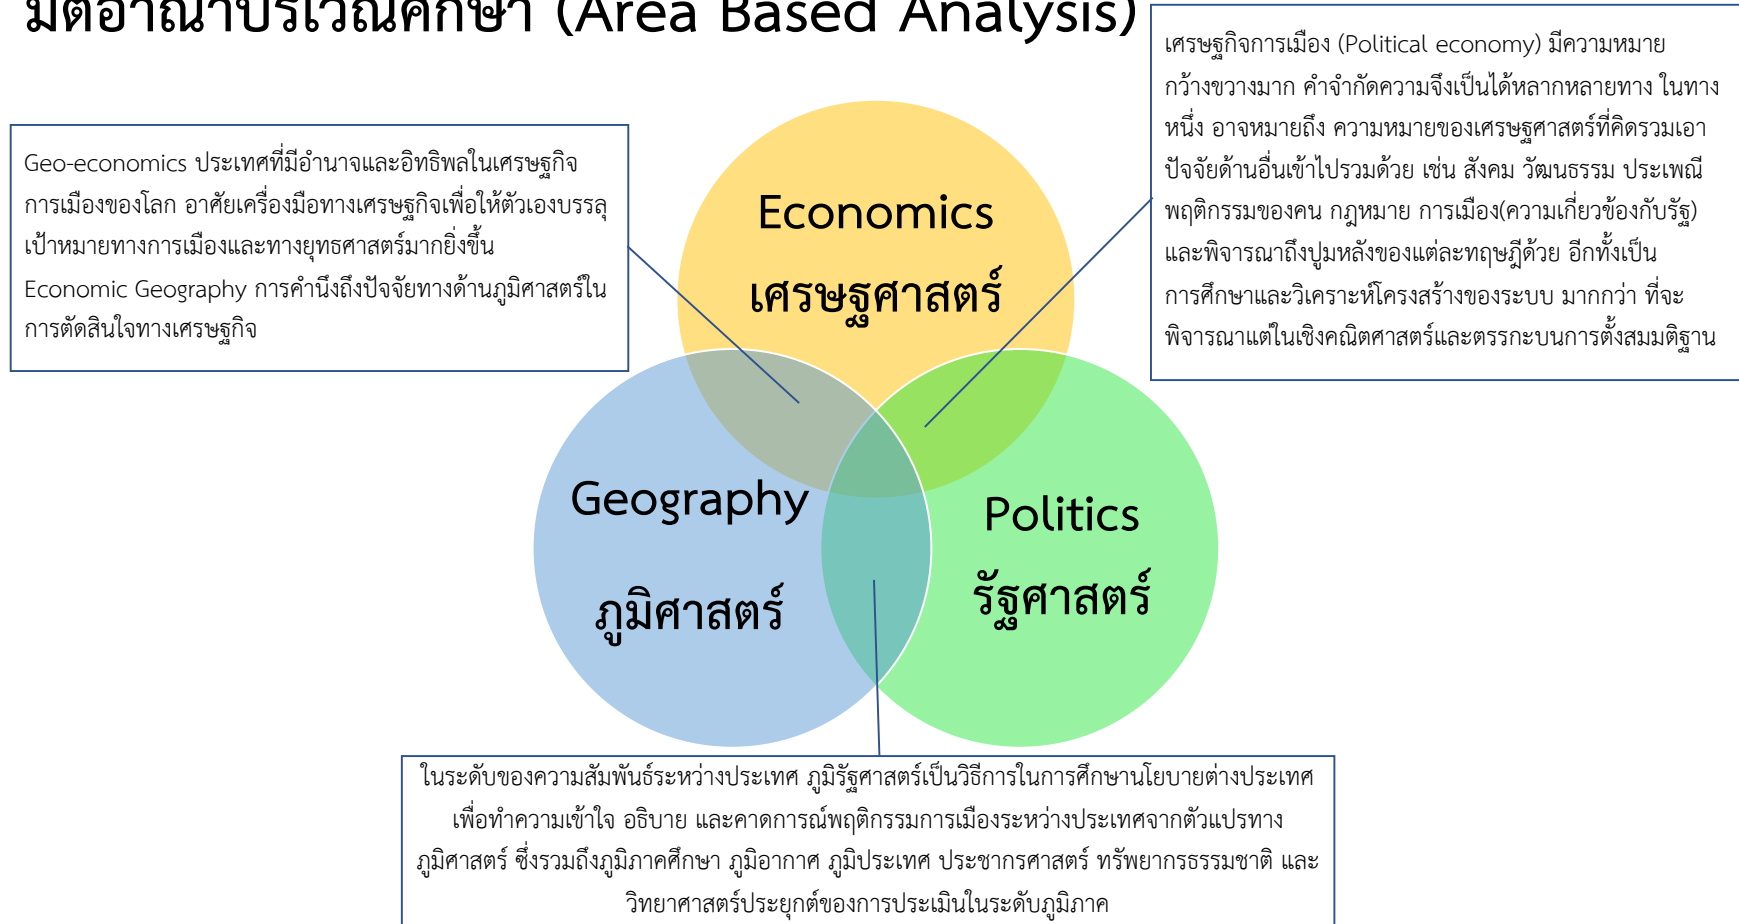 มิติอาณาบริเวณศึกษา (Area Based Analysis)
เศรษฐกิจการเมือง (Political economy) มีความหมาย
กว้างขวางมาก คำจำกัดความจึงเป็นได้หลากหลายทาง ในทาง
หนึ่ง อาจหมายถึง ความหมายของเศรษฐศาสตร์ที่คิดรวมเอา
ปัจจัยด้านอื่นเข้าไปรวมด้วย เช่น สังคม วัฒนธรรม ประเพณี
พฤติกรรมของคน กฎหมาย การเมือง(ความเกี่ยวข้องกับรัฐ)
และพิจารณาถึงปูมหลังของแต่ละทฤษฎีด้วย อีกทั้งเป็น
การศึกษาและวิเคราะห์โครงสร้างของระบบ มากกว่า ที่จะ
พิจารณาแต่ในเชิงคณิตศาสตร์และตรรกะบนการตั้งสมมติฐาน
Geo-economics ประเทศที่มีอำนาจและอิทธิพลในเศรษฐกิจ
การเมืองของโลก อาศัยเครื่องมือทางเศรษฐกิจเพื่อให้ตัวเองบรรลุ
เป้าหมายทางการเมืองและทางยุทธศาสตร์มากยิ่งขึ้น
Economic Geography การคำนึงถึงปัจจัยทางด้านภูมิศาสตร์ใน
การตัดสินใจทางเศรษฐกิจ
Economics
เศรษฐศาสตร์
Geography
ภูมิศาสตร์
Politics
รัฐศาสตร์
ในระดับของความสัมพันธ์ระหว่างประเทศ ภูมิรัฐศาสตร์เป็นวิธีการในการศึกษานโยบายต่างประเทศ
เพื่อทำความเข้าใจ อธิบาย และคาดการณ์พฤติกรรมการเมืองระหว่างประเทศจากตัวแปรทาง
ภูมิศาสตร์ ซึ่งรวมถึงภูมิภาคศึกษา ภูมิอากาศ ภูมิประเทศ ประชากรศาสตร์ ทรัพยากรธรรมชาติ และ
วิทยาศาสตร์ประยุกต์ของการประเมินในระดับภูมิภาค